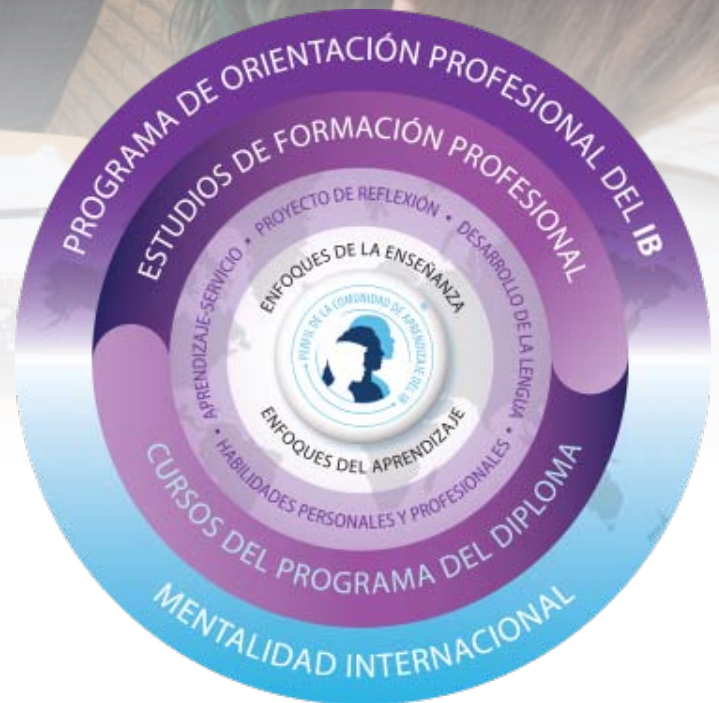 PROGRAMA DE ORIENTACIÓN PROFESIONAL DEL IB
ESTUDIOS DE FORMACIÓN PROFESIONAL
APRENDIZAJE-SERVICIO • PROYECTO DE REFLEXIÓN • DESARROLLO DE LA LENGUA •
ENFOQUES DE LA ENSEÑANZA
• PERFIL DE LA COMUNIDAD DE APRENDIZAJE DEL IB •
®
ENFOQUES DEL APRENDIZAJE
• HABILIDADES PERSONALES Y PROFESIONALES
CURSOS DEL PROGRAMA DEL DIPLOMA
MENTALIDAD INTERNACIONAL